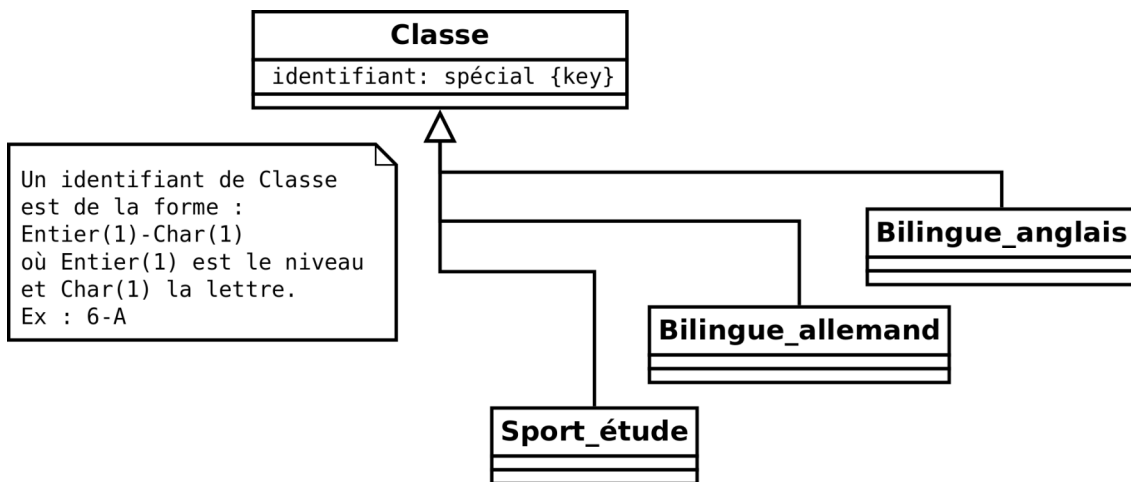 Classe
identifiant: spécial {key}
Un identifiant de Classe
est de la forme :
Entier(1)-Char(1)
où Entier(1) est le niveau
et Char(1) la lettre.
Ex : 6-A
Bilingue_anglais
Bilingue_allemand
Sport_étude